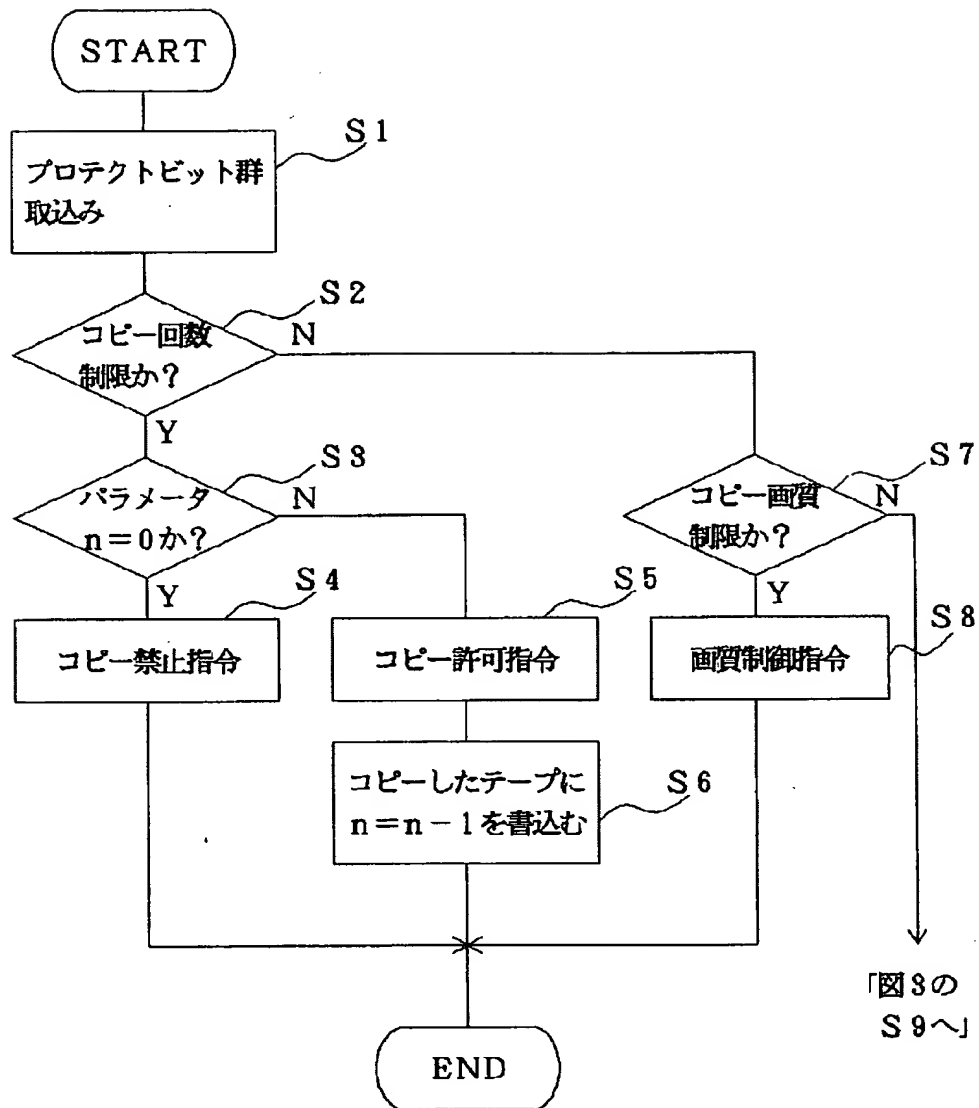 START
S1
プロテクトビット群
取込み
S2
コピー回数
制限か?
N
Y
S3
パラメータ
n=0か?
N
Y
S7
コピー画質
制限か?
N
Y
S4
コピー禁止指令
S5
コピー許可指令
S8
画質制御指令
コピーしたテープに
n=n-1を書込む
S6
「図3の
S9へ」
END